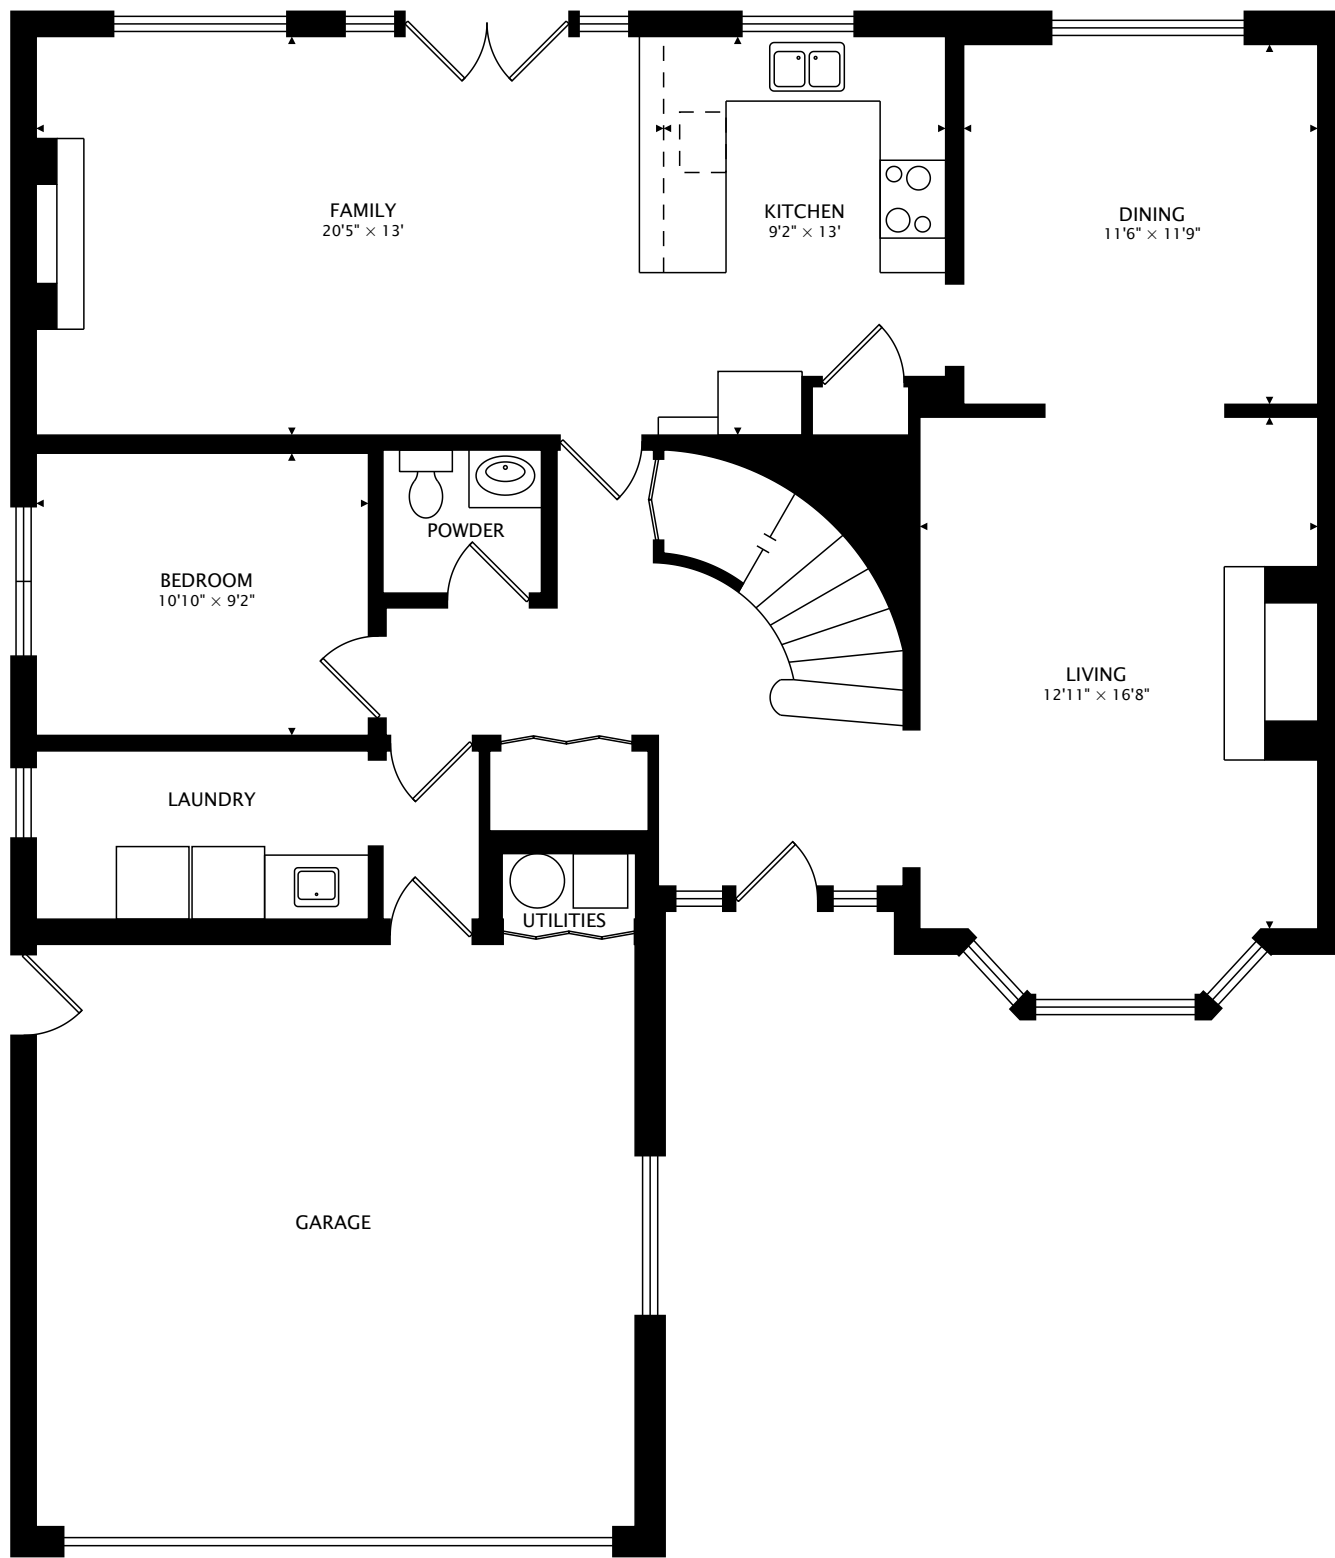 FAMILY
20'5" × 13'
KITCHEN
9'2" × 13'
DINING
11'6" × 11'9"
POWDER
BEDROOM
10'10" × 9'2"
LIVING
12'11" × 16'8"
LAUNDRY
UTILITIES
GARAGE